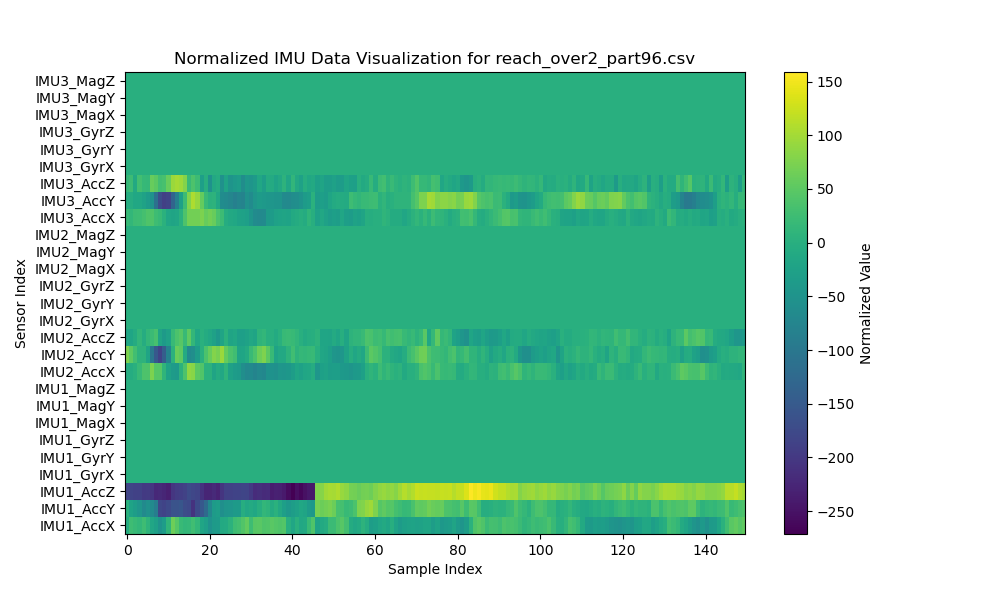 Normalized IMU Data Visualization for reach_over2_part96.csv
IMU3_MagZ
IMU3_MagY
IMU3_MagX
IMU3_GyrZ
IMU3_GyrY
IMU3_GyrX
IMU3_AccZ
IMU3_AccY
IMU3_AccX
IMU2_MagZ
IMU2_MagY
IMU2_MagX
IMU2_GyrZ
IMU2_GyrY
IMU2_GyrX
IMU2_AccZ
IMU2_AccY
IMU2_AccX
IMU1_MagZ
IMU1_MagY
IMU1_MagX
IMU1_GyrZ
IMU1_GyrY
IMU1_GyrX
IMU1_AccZ
IMU1_AccY
IMU1_AccX
Sensor Index
0 20 40 60 80 100 120 140
Sample Index
150
100
50
0
−50
−100
−150
−200
−250
Normalized Value